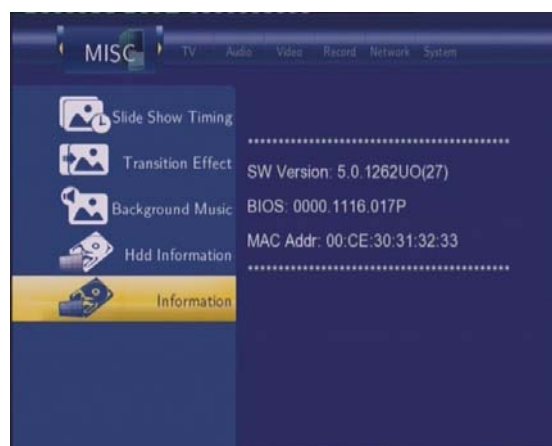 MISC TV Audio Video Record Network System
Slide Show Timing
Transition Effect
Background Music
Hdd Information
Information
********************************************
SW Version: 5.0.1262UO(27)
BIOS: 0000.1116.017P
MAC Addr: 00:CE:30:31:32:33
********************************************